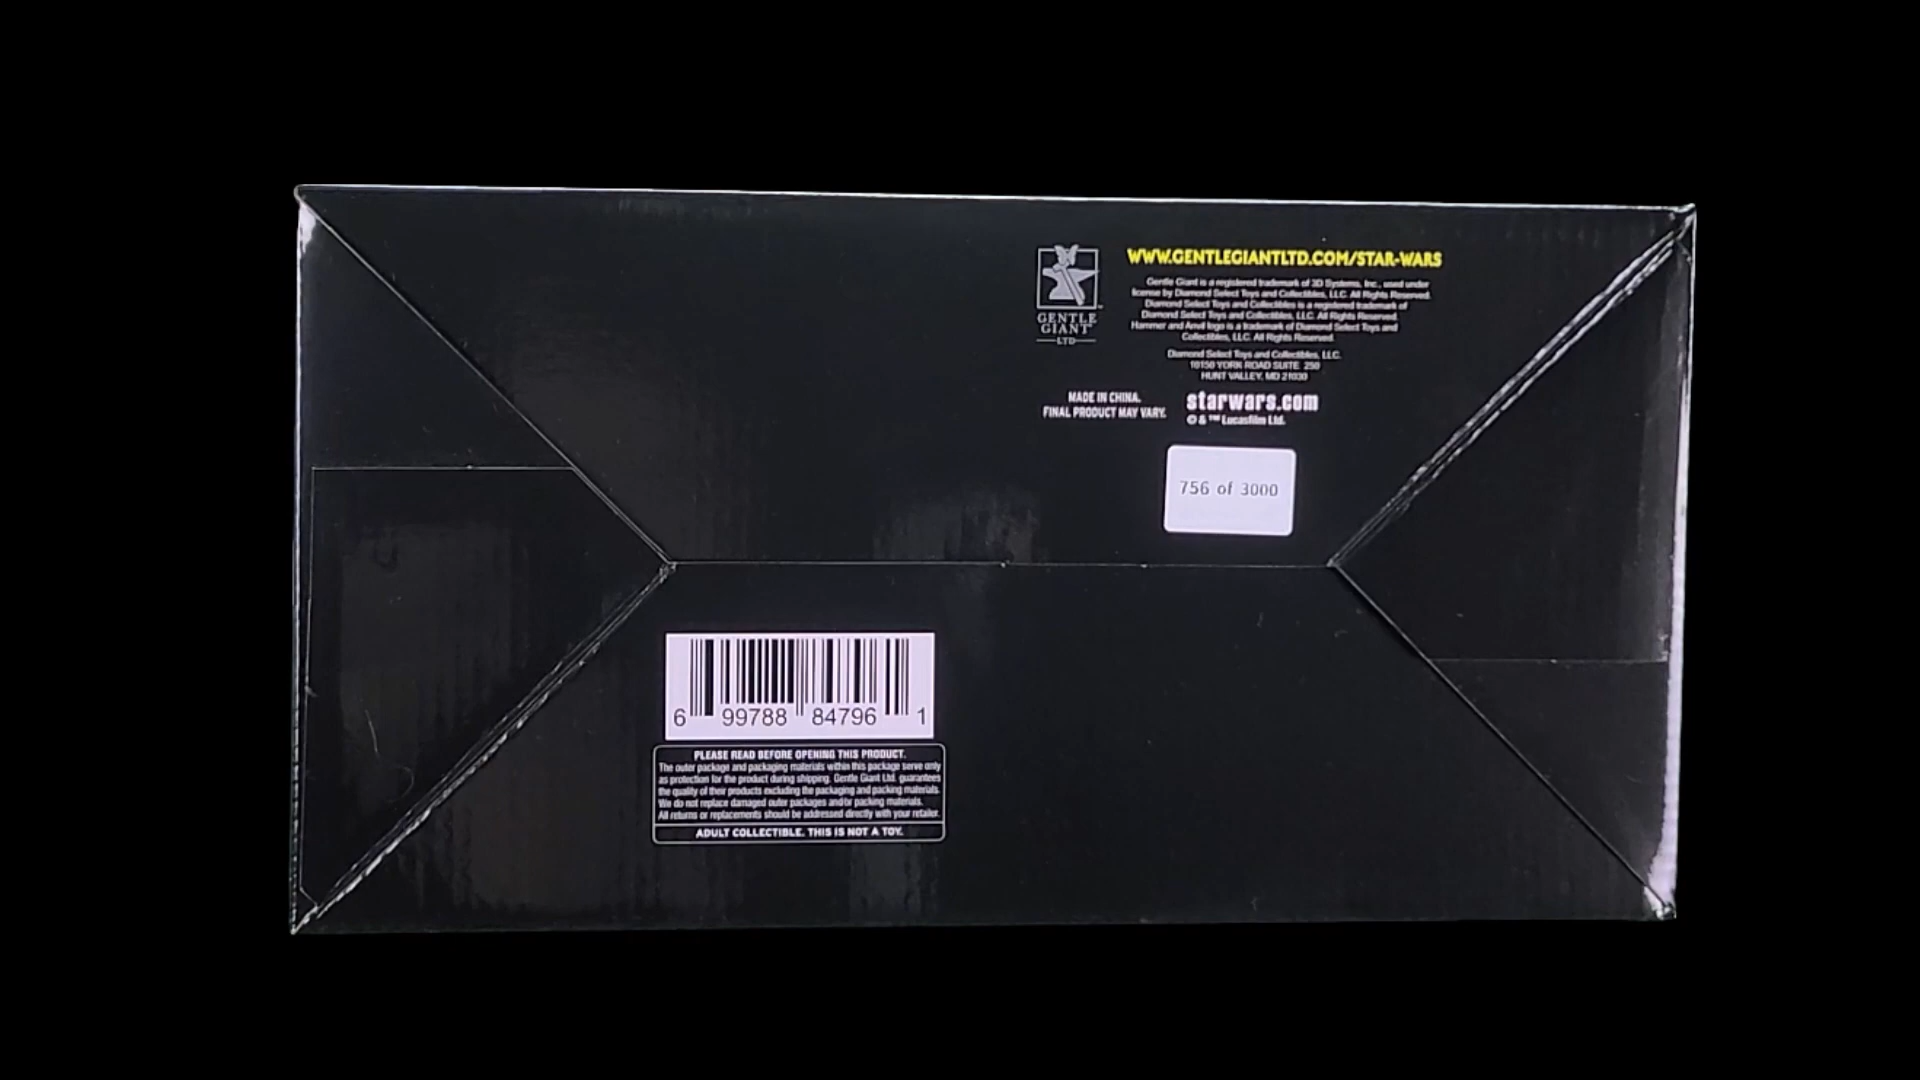 WWW.GENTLEGIANTLTD.COM/STAR-WARS
GENTLE
GIANT
LTD
Gentle Giant is a registered trademark of 3D Systems, Inc., used under
license by Diamond Select Toys and Collectibles, LLC. All Rights Reserved.
Diamond Select Toys and Collectibles is a registered trademark of
Diamond Select Toys and Collectibles, LLC. All Rights Reserved.
Hammer and Anvil logo is a trademark of Diamond Select Toys and
Collectibles, LLC. All Rights Reserved.
Diamond Select Toys and Collectibles, LLC.
10150 YORK ROAD SUITE 250
HUNT VALLEY, MD 21030
MADE IN CHINA.
FINAL PRODUCT MAY VARY.
starwars.com
© & ™ Lucasfilm Ltd.
756 of 3000
6 99788 84796 1
PLEASE READ BEFORE OPENING THIS PRODUCT.
The outer package and packaging materials within this package serve only
as protection for the product during shipping. Gentle Giant Ltd. guarantees
the quality of their products excluding the packaging and packing materials.
We do not replace damaged outer packages and/or packing materials.
All returns or replacements should be addressed directly with your retailer.
ADULT COLLECTIBLE. THIS IS NOT A TOY.